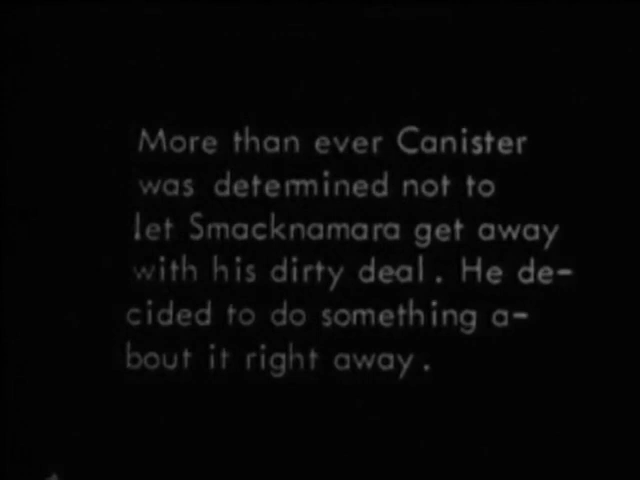 More than ever Canister
was determined not to
let Smacknamara get away
with his dirty deal. He de-
cided to do something a-
bout it right away.